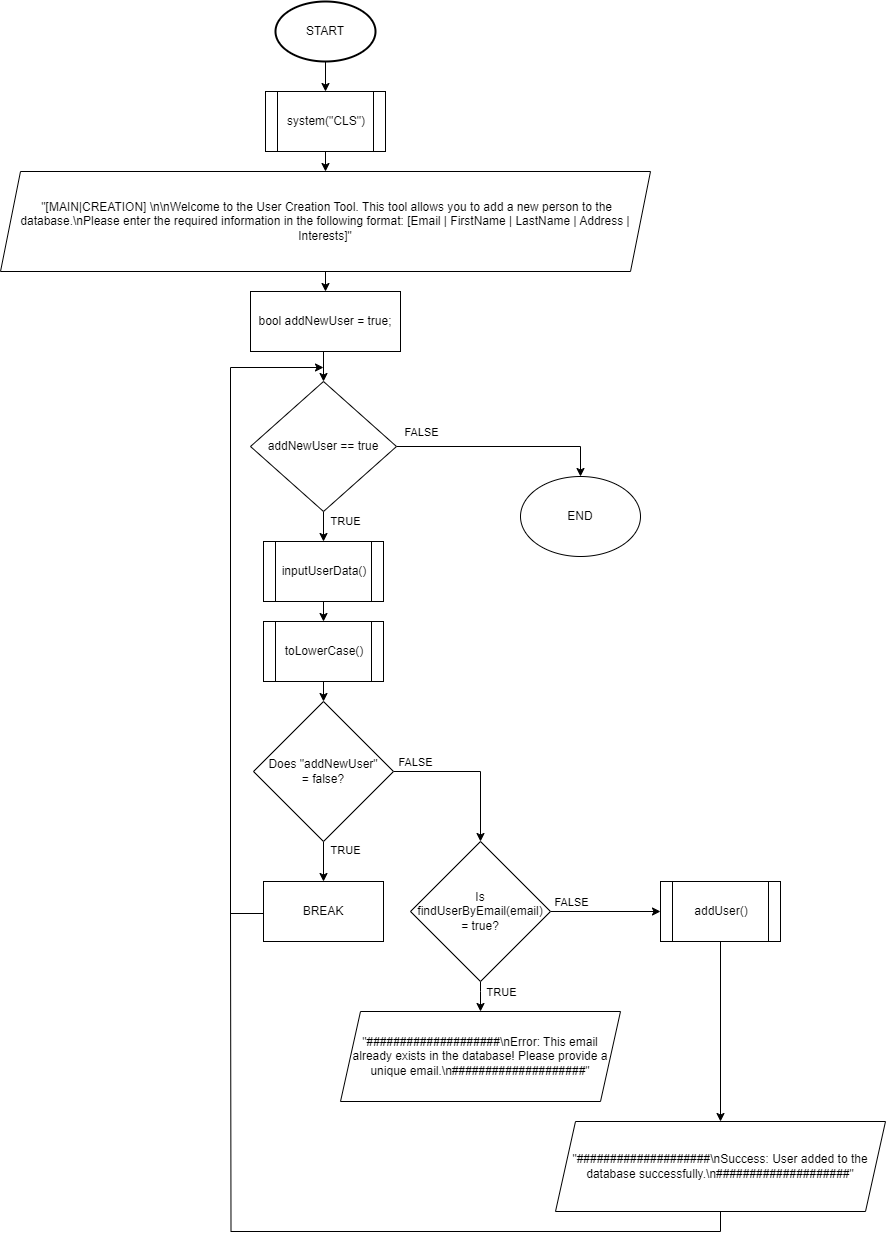 START
system("CLS")
"[MAIN|CREATION] \n\nWelcome to the User Creation Tool. This tool allows you to add a new person to the
database.\nPlease enter the required information in the following format: [Email | FirstName | LastName | Address |
Interests]"
bool addNewUser = true;
addNewUser == true
FALSE
END
TRUE
inputUserData()
toLowerCase()
Does "addNewUser"
= false?
FALSE
TRUE
BREAK
Is
findUserByEmail(email)
= true?
FALSE
addUser()
TRUE
"####################\nError: This email
already exists in the database! Please provide a
unique email.\n####################"
"####################\nSuccess: User added to the
database successfully.\n####################"